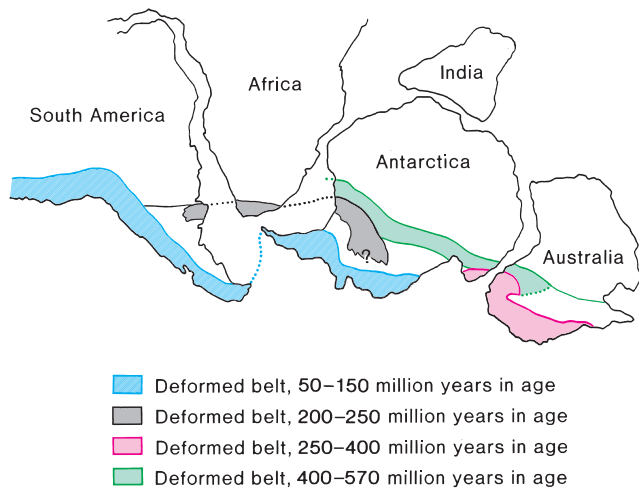 India
Africa
South America
Antarctica
Australia
Deformed belt, 50–150 million years in age
Deformed belt, 200–250 million years in age
Deformed belt, 250–400 million years in age
Deformed belt, 400–570 million years in age